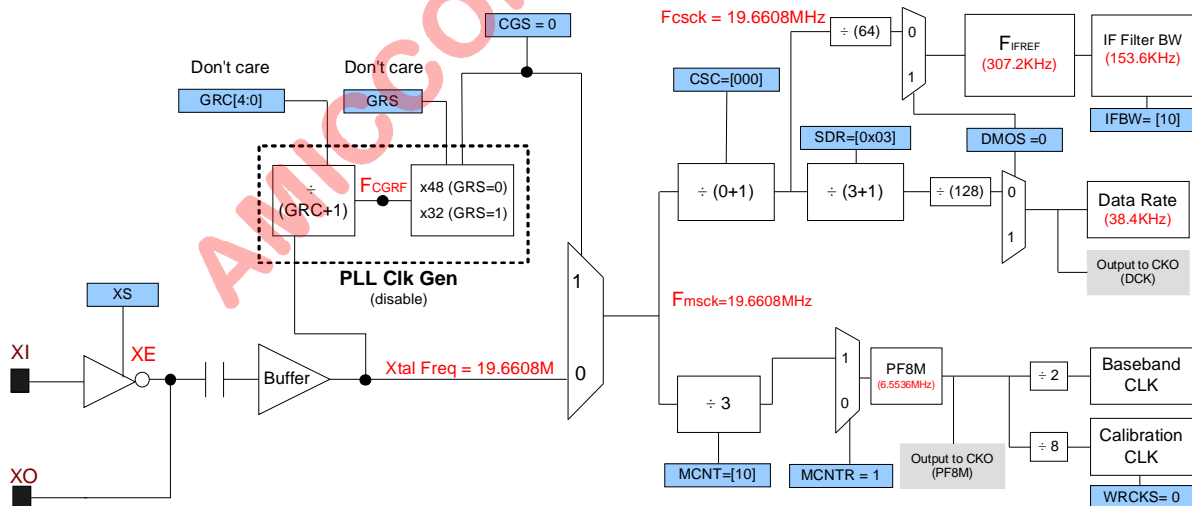 CGS = 0
Don't care
GRC[4:0]
Don't care
GRS
÷
(GRC+1)
FCGRF
x48 (GRS=0)
x32 (GRS=1)
PLL Clk Gen
(disable)
XS
XI
XE
Buffer
Xtal Freq = 19.6608M
XO
1
0
Fcsck = 19.6608MHz
÷ (64)
0
1
FIFREF
(307.2KHz)
IF Filter BW
(153.6KHz)
IFBW= [10]
CSC=[000]
SDR=[0x03]
DMOS =0
÷ (0+1)
÷ (3+1)
÷ (128)
0
1
Data Rate
(38.4KHz)
Output to CKO
(DCK)
Fmsck=19.6608MHz
÷ 3
MCNT=[10]
1
0
MCNTR = 1
PF8M
(6.5536MHz)
Output to CKO
(PF8M)
÷ 2
Baseband
CLK
÷ 8
Calibration
CLK
WRCKS= 0
AMICCO